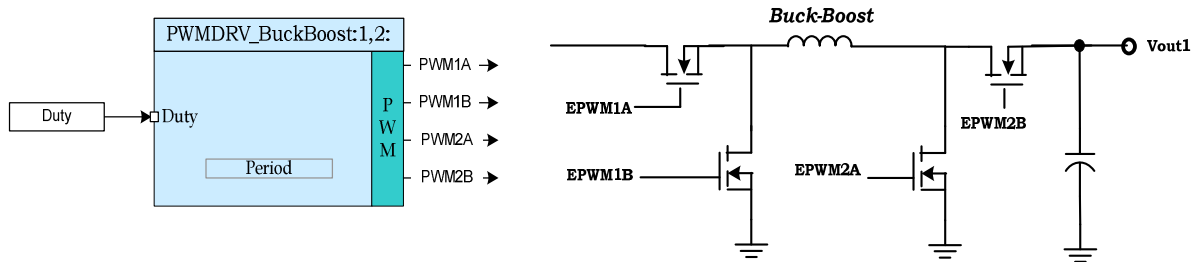 PWMDRV_BuckBoost:1,2:
Duty
Duty
Period
P
W
M
PWM1A
PWM1B
PWM2A
PWM2B
Buck-Boost
Vout1
EPWM1A
EPWM2B
EPWM1B
EPWM2A